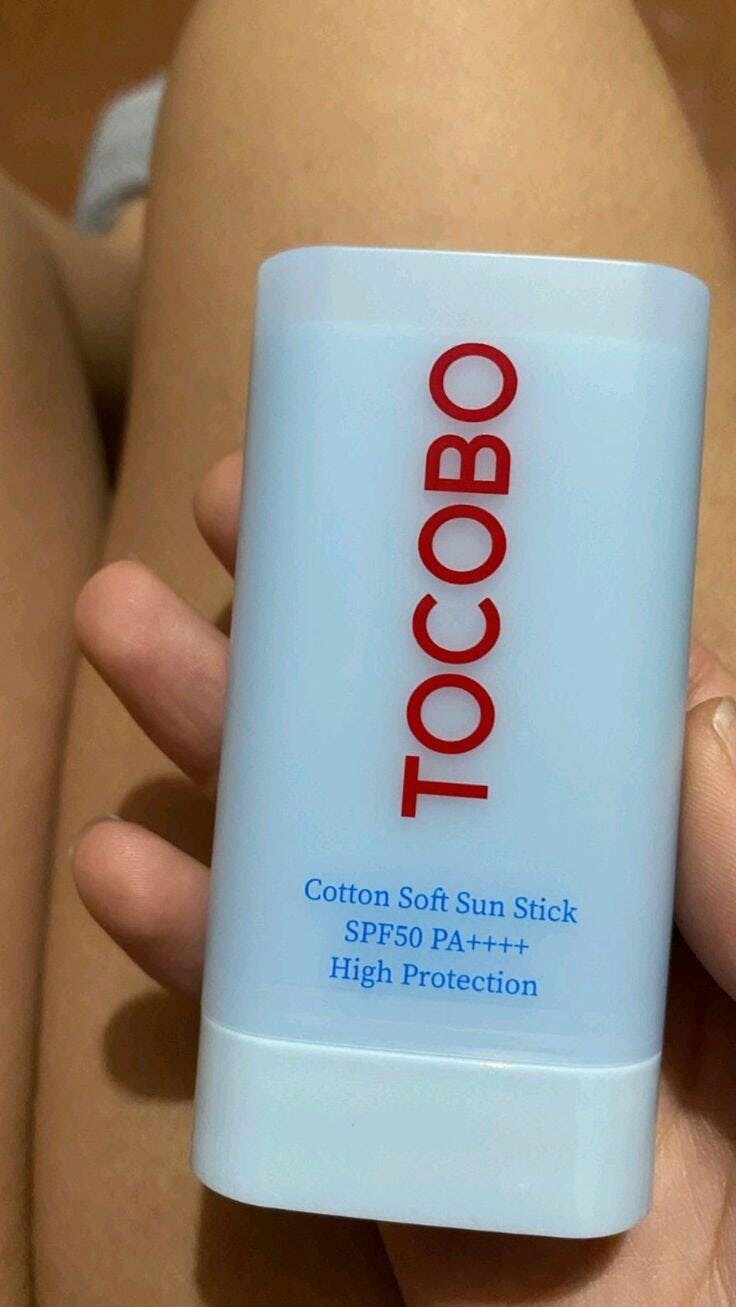 TOCOBO
Cotton Soft Sun Stick
SPF50 PA++++
High Protection